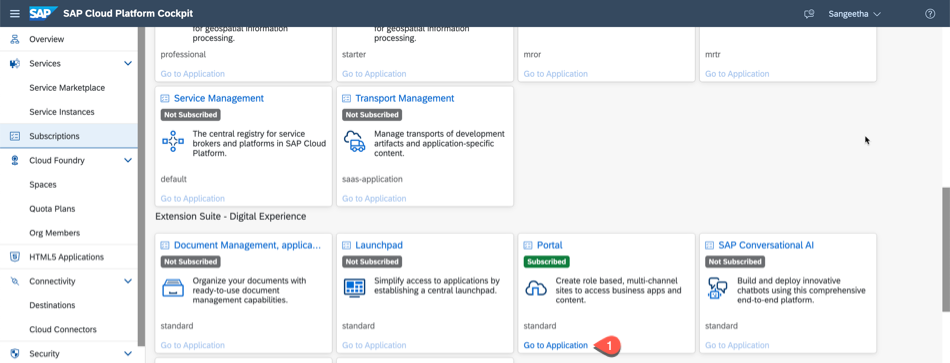 SAP SAP Cloud Platform Cockpit Sangeetha
Overview
Services
Service Marketplace
Service Instances
Subscriptions
Cloud Foundry
Spaces
Quota Plans
Org Members
HTML5 Applications
Connectivity
Destinations
Cloud Connectors
Security
for geospatial information
processing.
professional
Go to Application
for geospatial information
processing.
starter
Go to Application
mror
Go to Application
mrtr
Go to Application
Service Management
Not Subscribed
The central registry for service
brokers and platforms in SAP Cloud
Platform.
default
Go to Application
Transport Management
Not Subscribed
Manage transports of development
artifacts and application-specific
content.
saas-application
Go to Application
Extension Suite - Digital Experience
Document Management, applica...
Not Subscribed
Organize your documents with
ready-to-use document
management capabilities.
standard
Go to Application
Launchpad
Not Subscribed
Simplify access to applications by
establishing a central launchpad.
standard
Go to Application
Portal
Subscribed
Create role based, multi-channel
sites to access business apps and
content.
standard
Go to Application 1
SAP Conversational AI
Not Subscribed
Build and deploy innovative
chatbots using this comprehensive
end-to-end platform.
standard
Go to Application